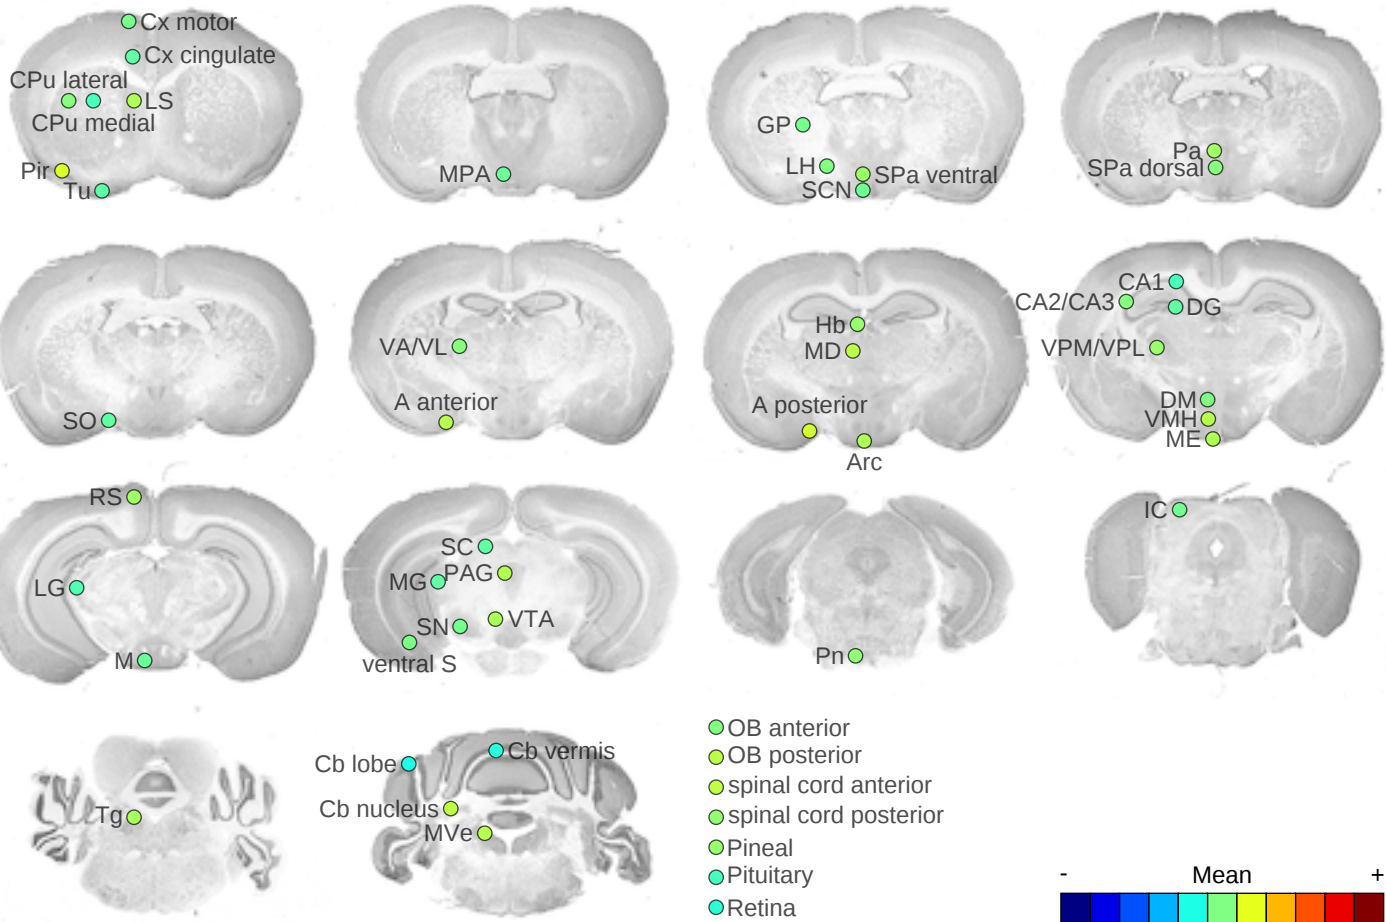 Cx motor
Cx cingulate
CPu lateral
LS
CPu medial
Pir
Tu
MPA
GP
LH
SPa ventral
SCN
Pa
SPa dorsal
SO
VA/VL
A anterior
Hb
MD
A posterior
Arc
CA1
CA2/CA3
DG
VPM/VPL
DM
VMH
ME
RS
LG
M
SC
MG
PAG
SN
VTA
ventral S
Pn
IC
Tg
Cb lobe
Cb vermis
Cb nucleus
MVe
OB anterior
OB posterior
spinal cord anterior
spinal cord posterior
Pineal
Pituitary
Retina
- Mean +